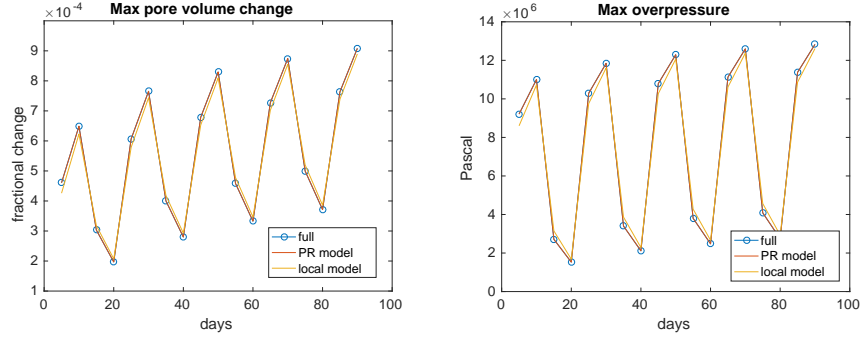 Max pore volume change
× 10⁻⁴
9
8
7
6
5
4
3
2
1
fractional change
0
20
40
60
80
100
days
full
PR model
local model
Max overpressure
× 10⁶
14
12
10
8
6
4
2
0
Pascal
0
20
40
60
80
100
days
full
PR model
local model